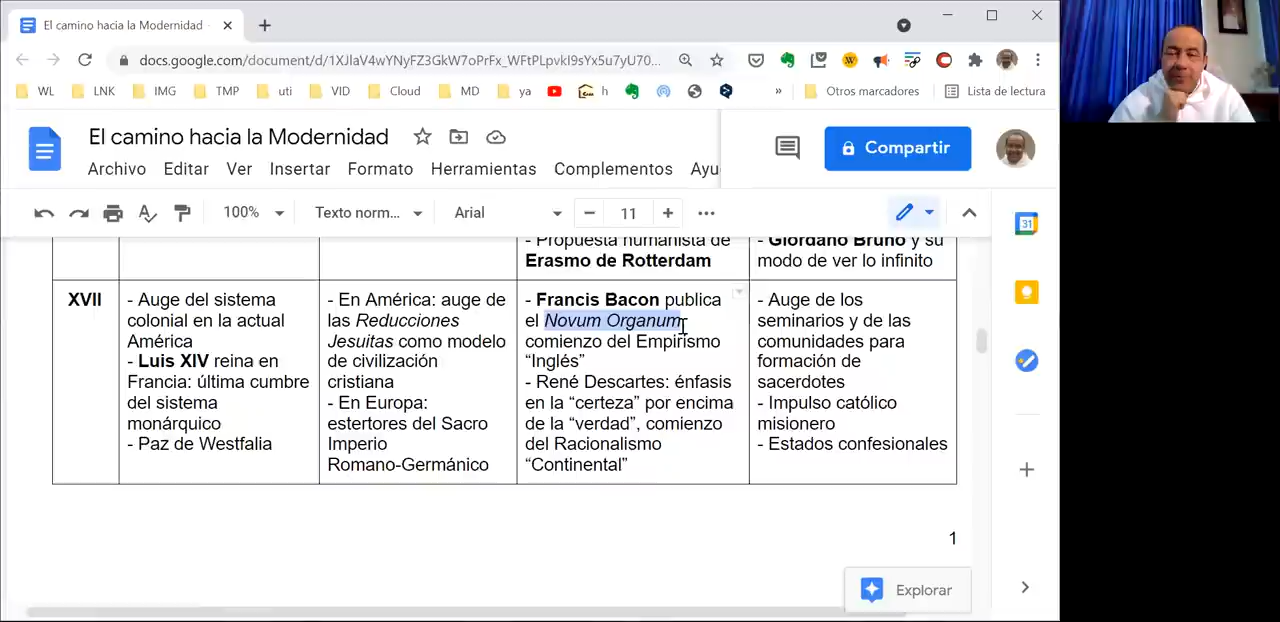 El camino hacia la Modernidad
docs.google.com/document/d/1XJlaV4wYNyFZ3GkW7oPrFx_WFtPLpvkI9sYx5u7yU70...
WL LNK IMG TMP uti VID Cloud MD ya h » Otros marcadores Lista de lectura
El camino hacia la Modernidad
Compartir
Archivo Editar Ver Insertar Formato Herramientas Complementos Ayu
100% Texto norm... Arial 11
31
- Propuesta humanista de
Erasmo de Rotterdam
- Giordano Bruno y su
modo de ver lo infinito
XVII
- Auge del sistema
colonial en la actual
América
- Luis XIV reina en
Francia: última cumbre
del sistema
monárquico
- Paz de Westfalia
- En América: auge de
las Reducciones
Jesuitas como modelo
de civilización
cristiana
- En Europa:
estertores del Sacro
Imperio
Romano-Germánico
- Francis Bacon publica
el Novum Organum,
comienzo del Empirismo
“Inglés”
- René Descartes: énfasis
en la “certeza” por encima
de la “verdad”, comienzo
del Racionalismo
“Continental”
- Auge de los
seminarios y de las
comunidades para
formación de
sacerdotes
- Impulso católico
misionero
- Estados confesionales
1
Explorar